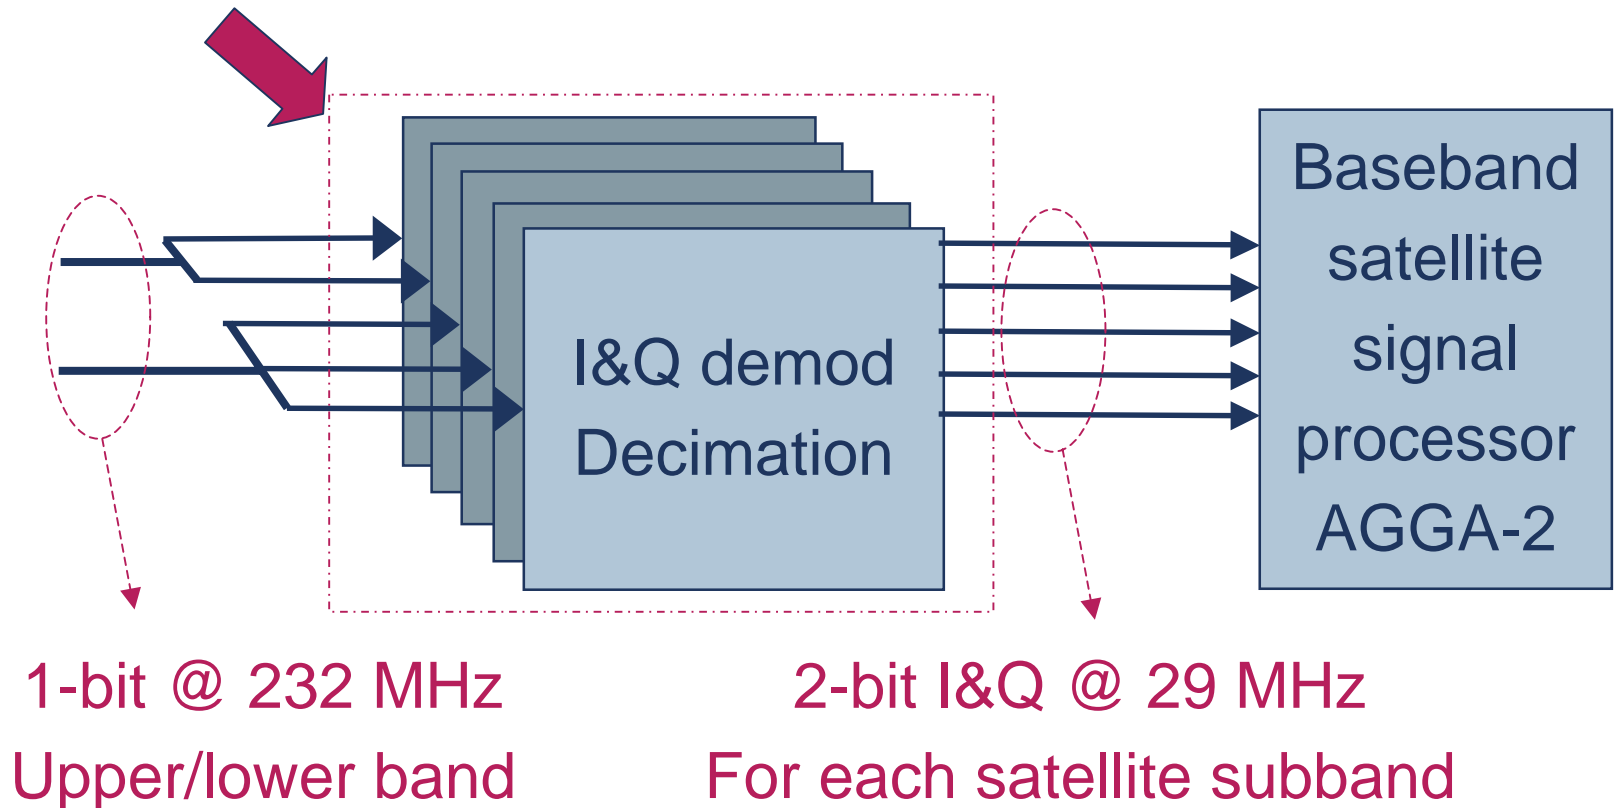 I&Q demod
Decimation
Baseband
satellite
signal
processor
AGGA-2
1-bit @ 232 MHz
Upper/lower band
2-bit I&Q @ 29 MHz
For each satellite subband